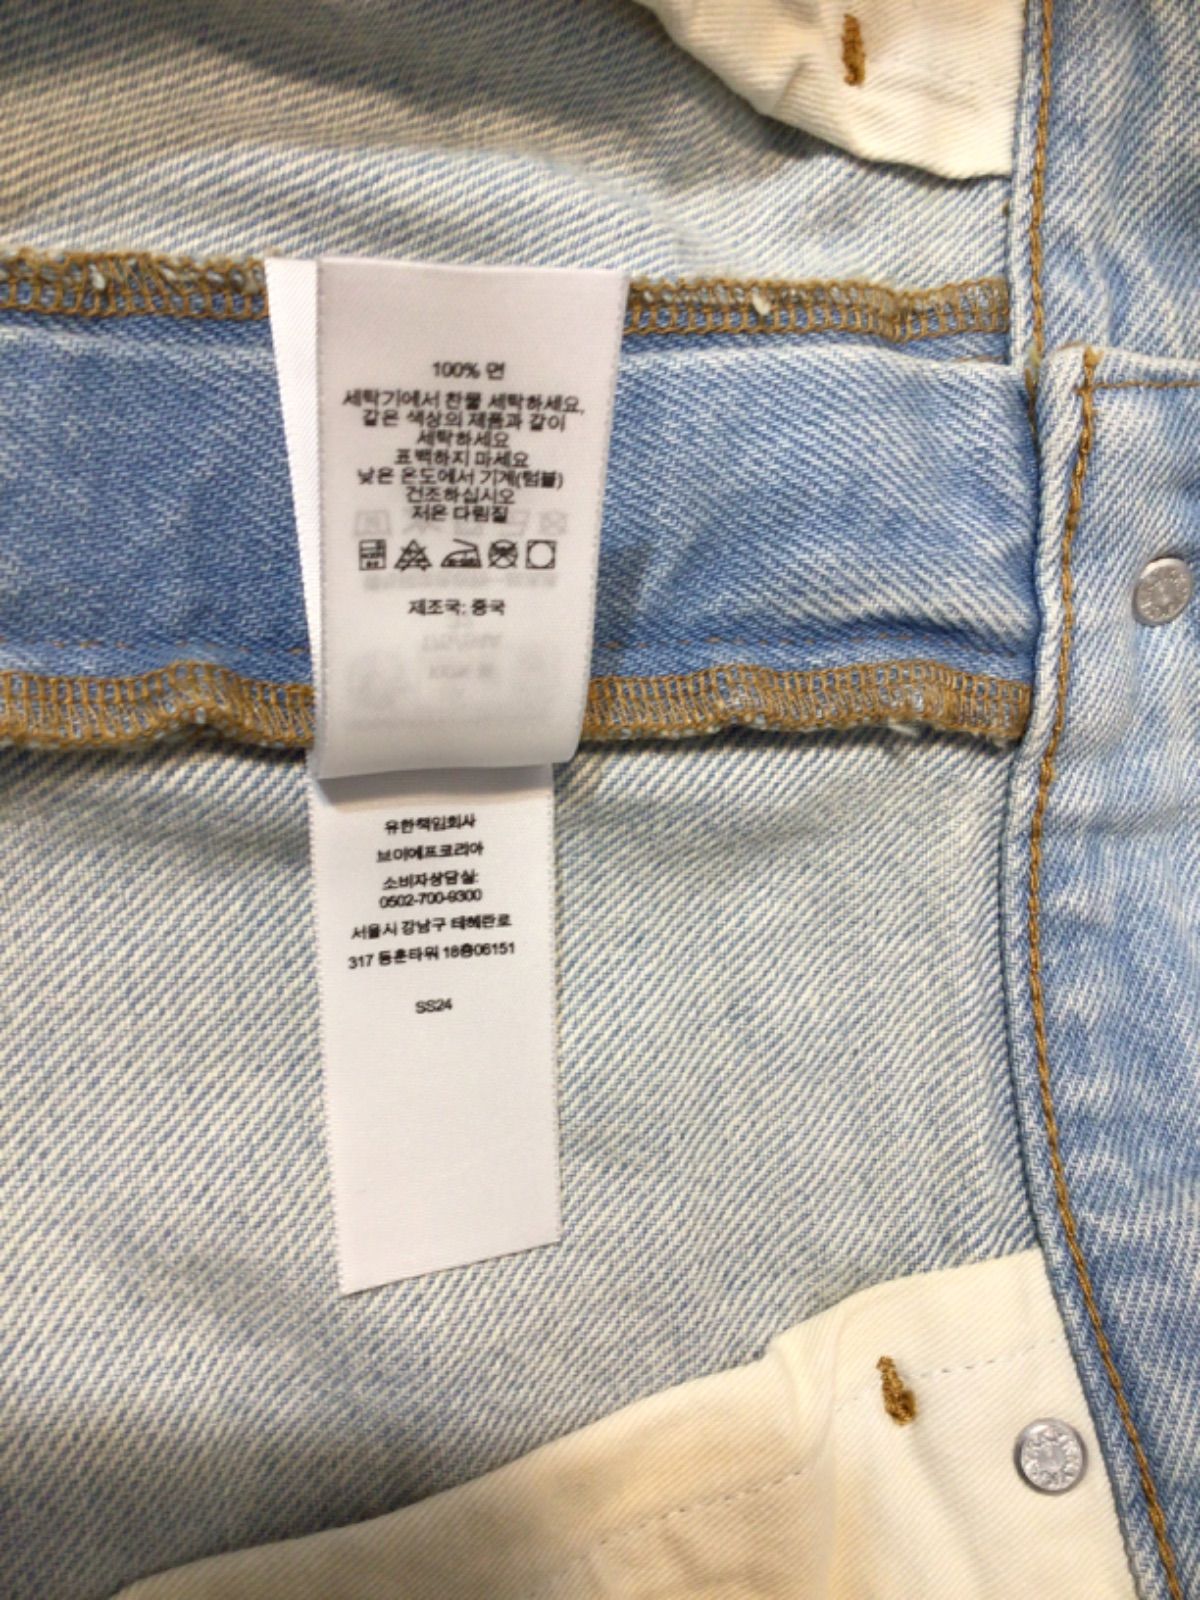 100% 면
세탁기에서 찬물 세탁하세요,
같은 색상의 제품과 같이
세탁하세요
표백하지 마세요
낮은 온도에서 기계(텀블)
건조하십시오
저온 다림질
제조국: 중국
유한책임회사
브이에프코리아
소비자상담실:
0502-700-9300
서울시 강남구 테헤란로
317 동훈타워 18층06151
SS24